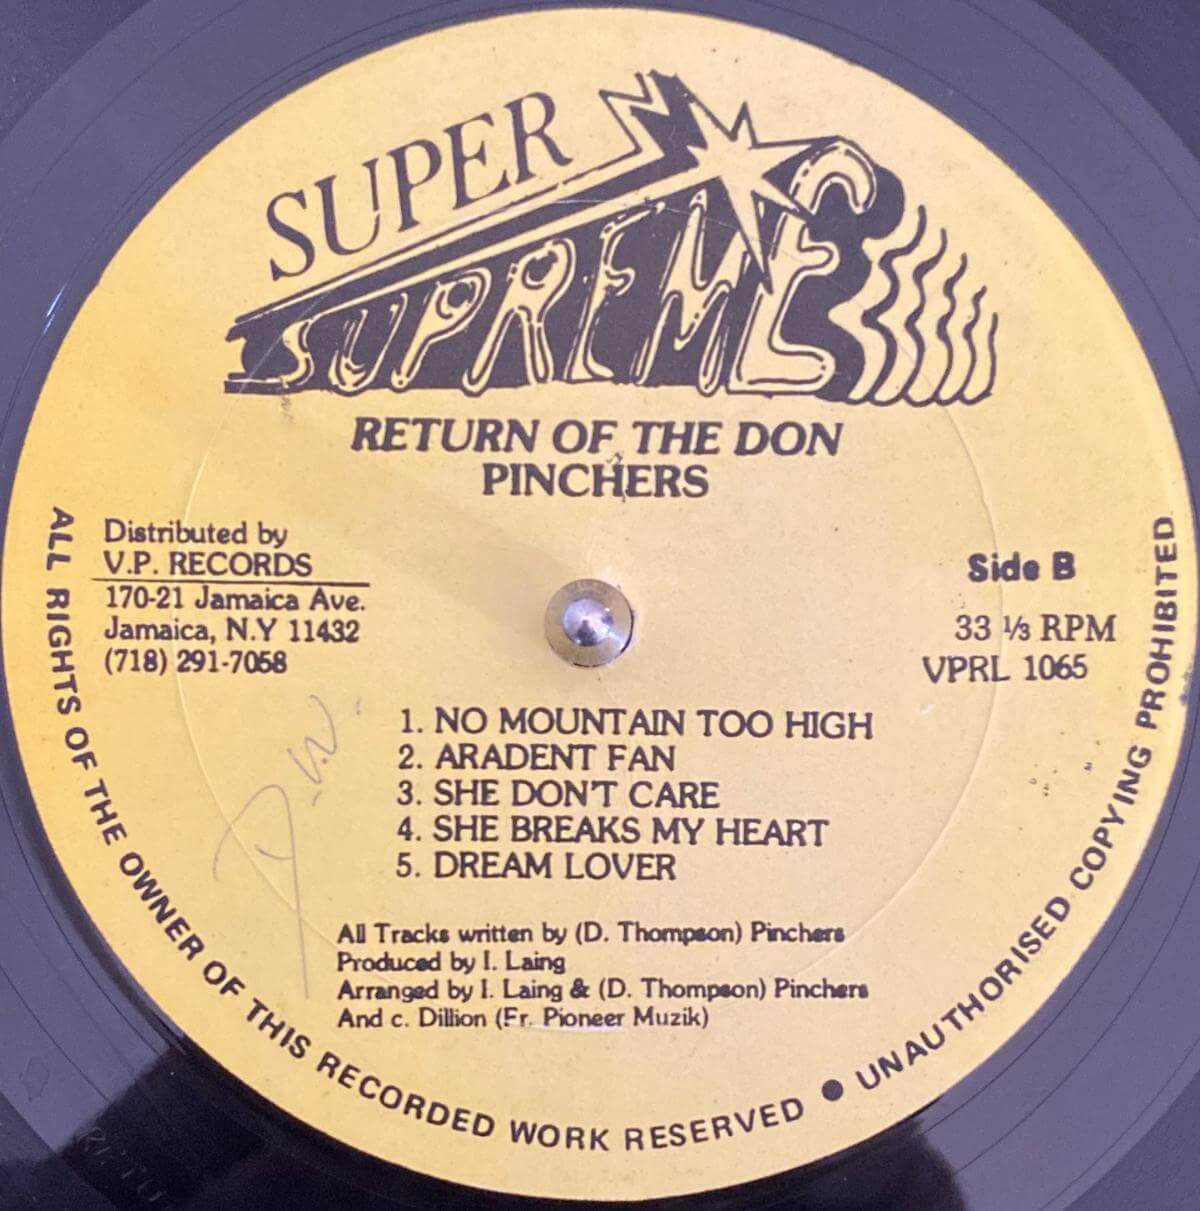 SUPER
SUPREME
RETURN OF THE DON
PINCHERS
Distributed by
V.P. RECORDS
170-21 Jamaica Ave.
Jamaica, N.Y 11432
(718) 291-7058
Side B
33 ⅓ RPM
VPRL 1065
1. NO MOUNTAIN TOO HIGH
2. ARADENT FAN
3. SHE DON'T CARE
4. SHE BREAKS MY HEART
5. DREAM LOVER
All Tracks written by (D. Thompson) Pinchers
Produced by I. Laing
Arranged by I. Laing & (D. Thompson) Pinchers
And c. Dillion (Fr. Pioneer Muzik)
ALL RIGHTS OF THE OWNER OF THIS RECORDED WORK RESERVED ● UNAUTHORISED COPYING PROHIBITED